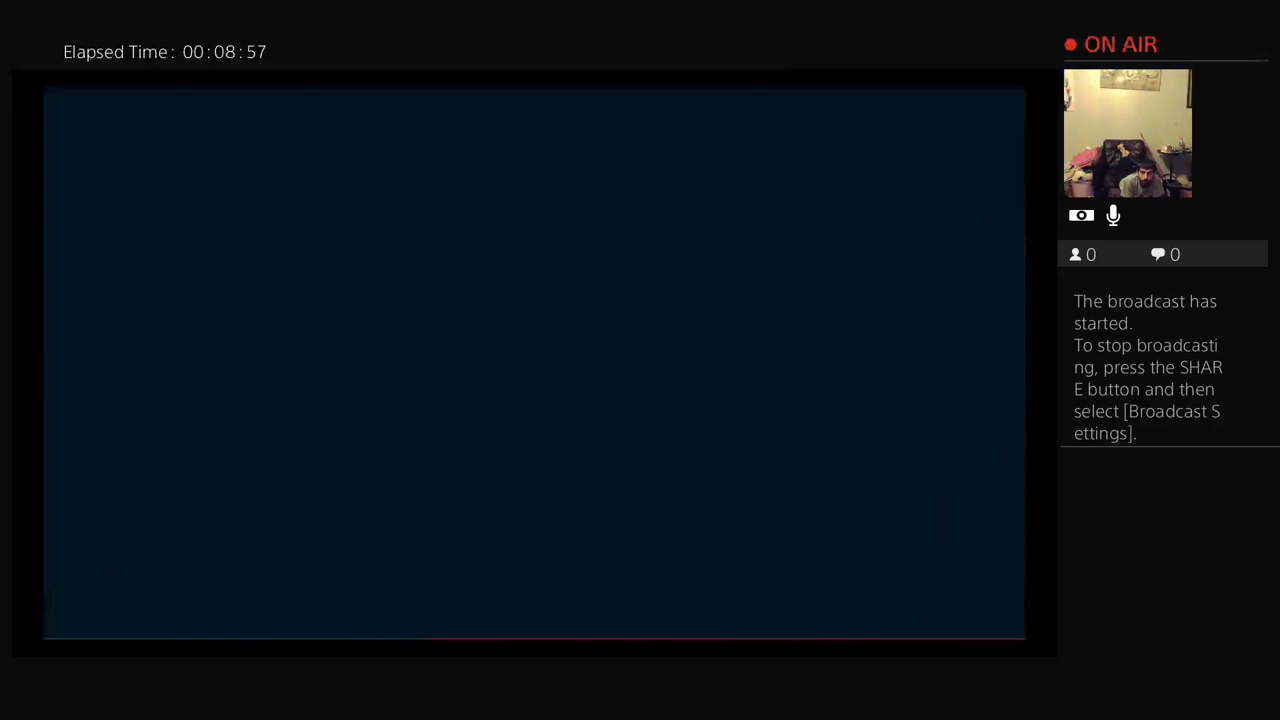 Elapsed Time: 00:08:57
ON AIR
0
0
The broadcast has
started.
To stop broadcasti
ng, press the SHAR
E button and then
select [Broadcast S
ettings].